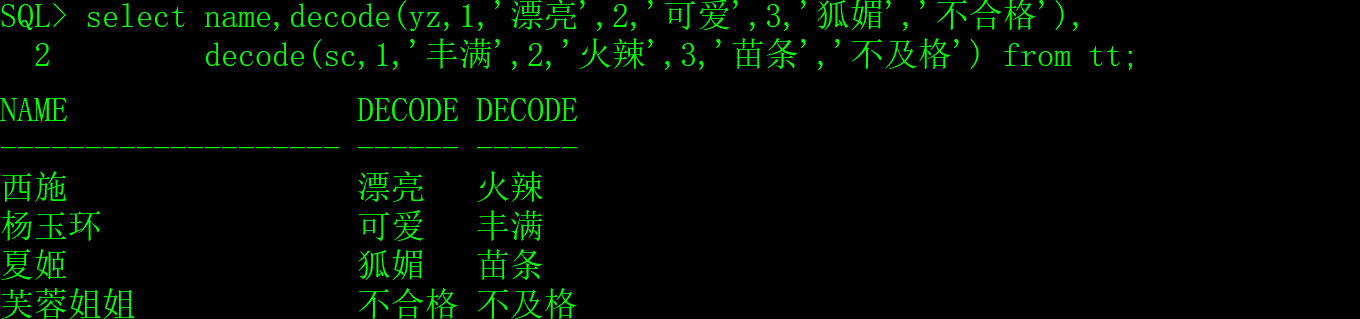 SQL> select name,decode(yz,1,'漂亮',2,'可爱',3,'狐媚','不合格'),
  2         decode(sc,1,'丰满',2,'火辣',3,'苗条','不及格') from tt;
NAME                 DECODE DECODE
-------------------- ------ ------
西施                 漂亮   火辣
杨玉环               可爱   丰满
夏姬                 狐媚   苗条
芙蓉姐姐             不合格 不及格